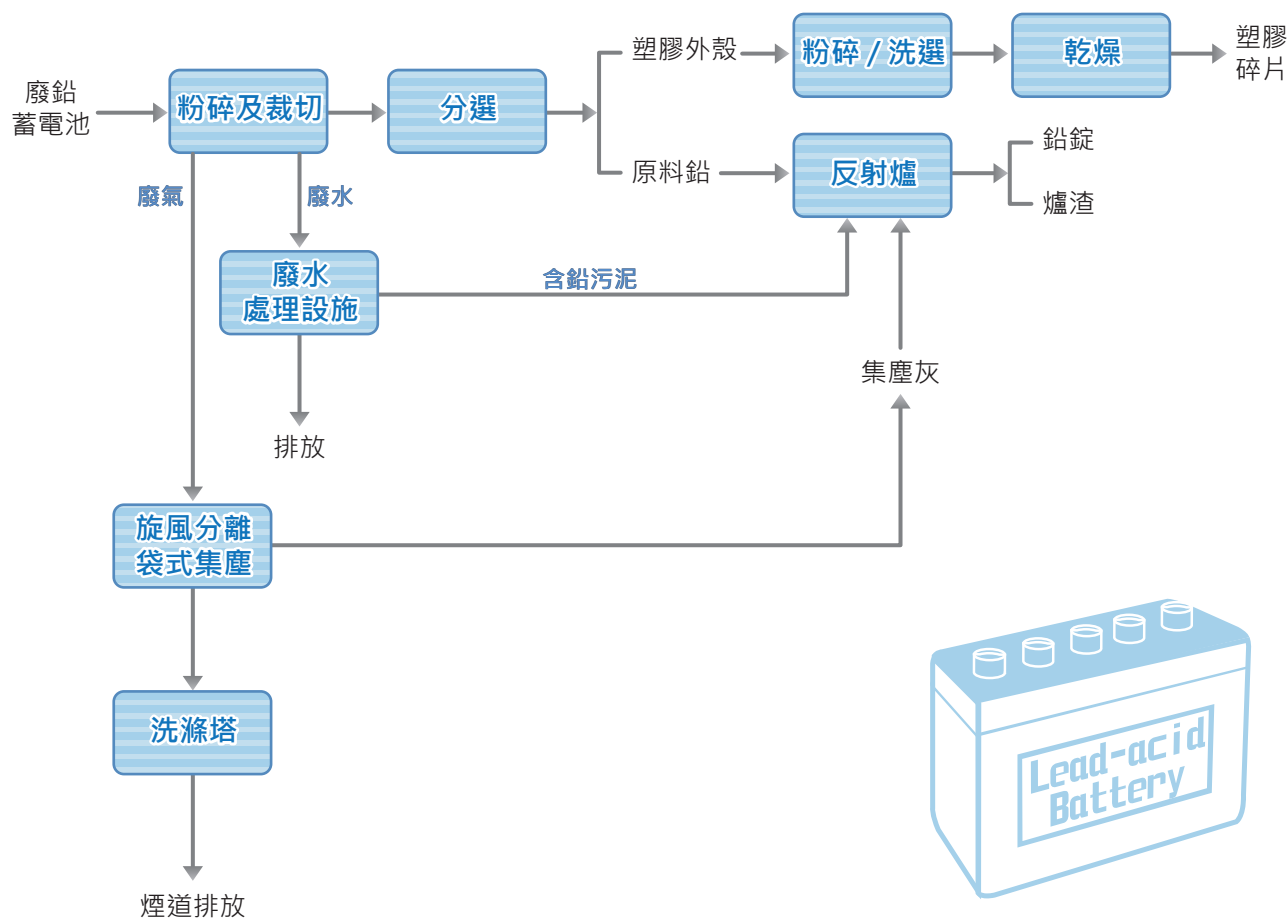 廢鉛
蓄電池
粉碎及裁切
分選
塑膠外殼
粉碎 / 洗選
乾燥
塑膠
碎片
原料鉛
反射爐
鉛錠
爐渣
廢氣
廢水
廢水
處理設施
含鉛污泥
集塵灰
排放
旋風分離
袋式集塵
洗滌塔
煙道排放
Lead-acid
Battery